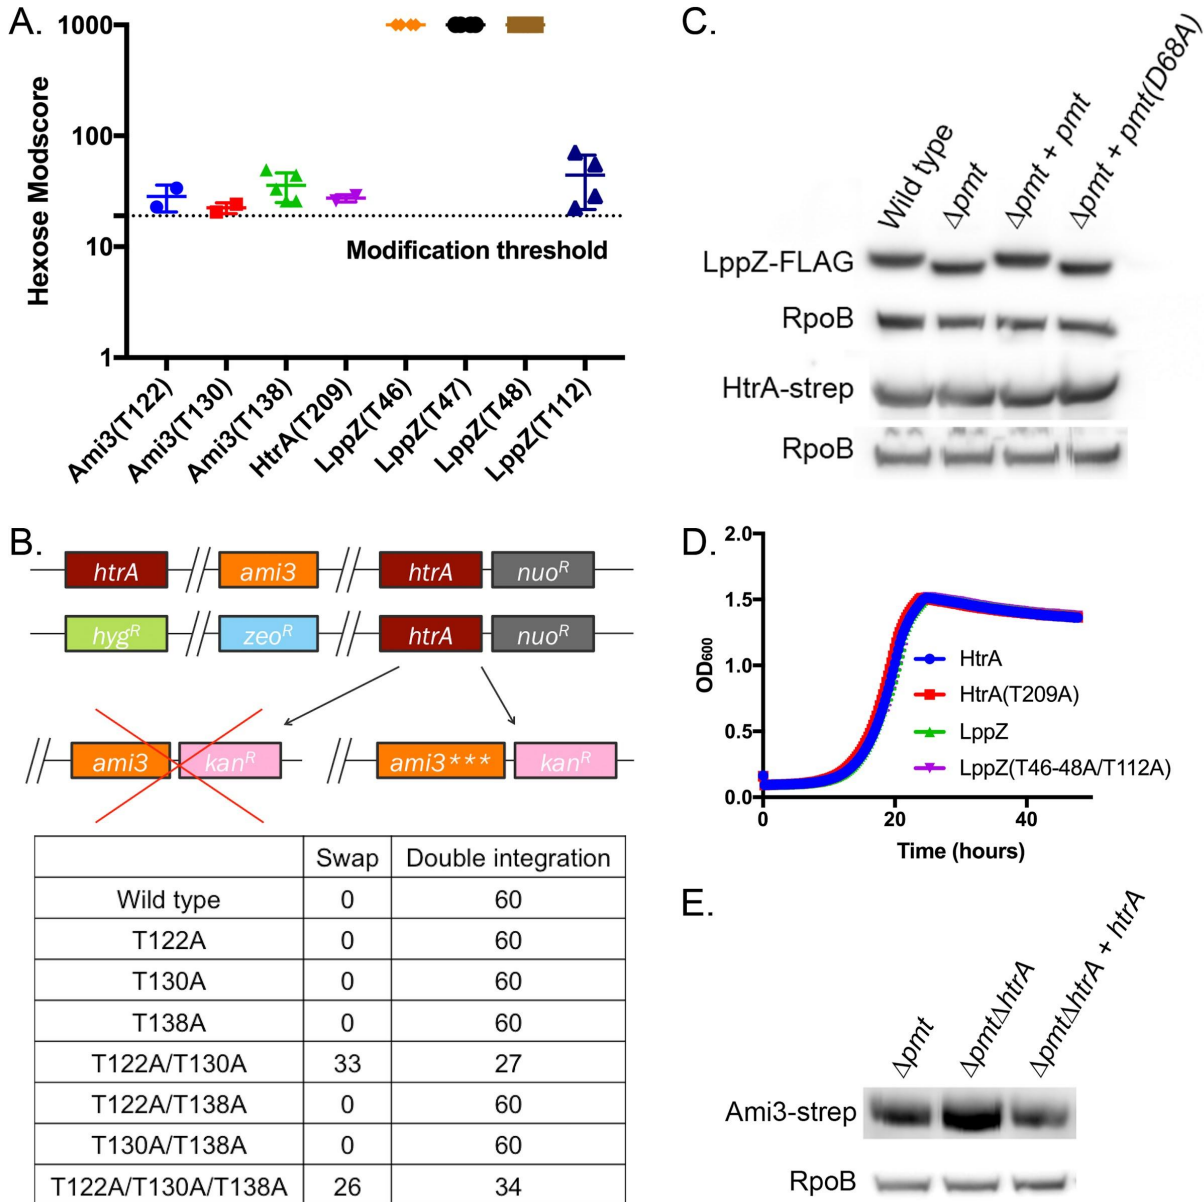 A.
Hexose Modscore
1000
100
10
1
Modification threshold
Ami3(T122)
Ami3(T130)
Ami3(T138)
HtrA(T209)
LppZ(T46)
LppZ(T47)
LppZ(T48)
LppZ(T112)
B.
htrA // ami3 // htrA nuoR
hygR // zeoR // htrA nuoR
// ami3 kanR // ami3*** kanR
Swap Double integration
Wild type 0 60
T122A 0 60
T130A 0 60
T138A 0 60
T122A/T130A 33 27
T122A/T138A 0 60
T130A/T138A 0 60
T122A/T130A/T138A 26 34
C.
Wild type
Δpmt
Δpmt + pmt
Δpmt + pmt(D68A)
LppZ-FLAG
RpoB
HtrA-strep
RpoB
D.
OD600
2.0
1.5
1.0
0.5
0.0
0 20 40
Time (hours)
HtrA
HtrA(T209A)
LppZ
LppZ(T46-48A/T112A)
E.
Δpmt
ΔpmtΔhtrA
ΔpmtΔhtrA + htrA
Ami3-strep
RpoB